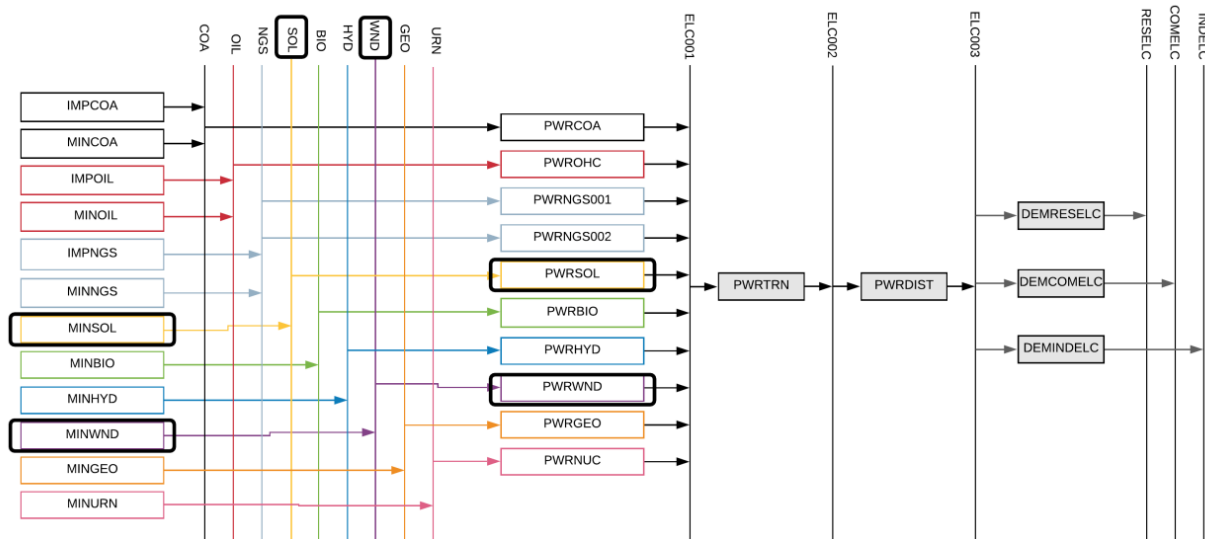 COA
OIL
NGS
SOL
BIO
HYD
WND
GEO
URN
ELC001
ELC002
ELC003
RESELC
COMELC
INDELC
IMPCOA
MINCOA
IMPOIL
MINOIL
IMPNGS
MINNGS
MINSOL
MINBIO
MINHYD
MINWND
MINGEO
MINURN
PWRCOA
PWROHC
PWRNGS001
PWRNGS002
PWRSOL
PWRBIO
PWRHYD
PWRWND
PWRGEO
PWRNUC
PWRTRN
PWRDIST
DEMRESELC
DEMCOMELC
DEMINDELC